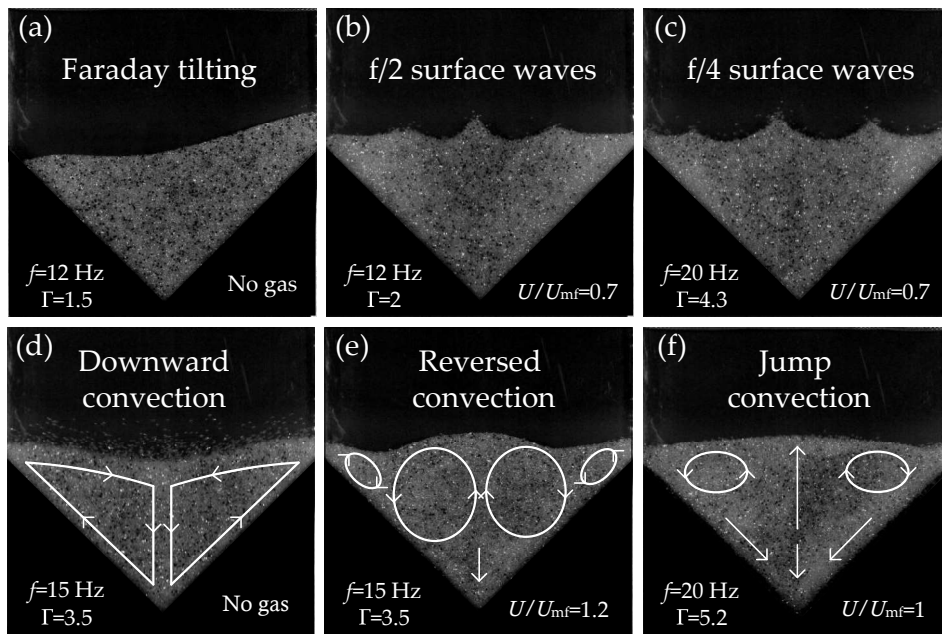 (a)
Faraday tilting
f=12 Hz
Γ=1.5
No gas
(b)
f/2 surface waves
f=12 Hz
Γ=2
U/Umf=0.7
(c)
f/4 surface waves
f=20 Hz
Γ=4.3
U/Umf=0.7
(d)
Downward
convection
f=15 Hz
Γ=3.5
No gas
(e)
Reversed
convection
f=15 Hz
Γ=3.5
U/Umf=1.2
(f)
Jump
convection
f=20 Hz
Γ=5.2
U/Umf=1